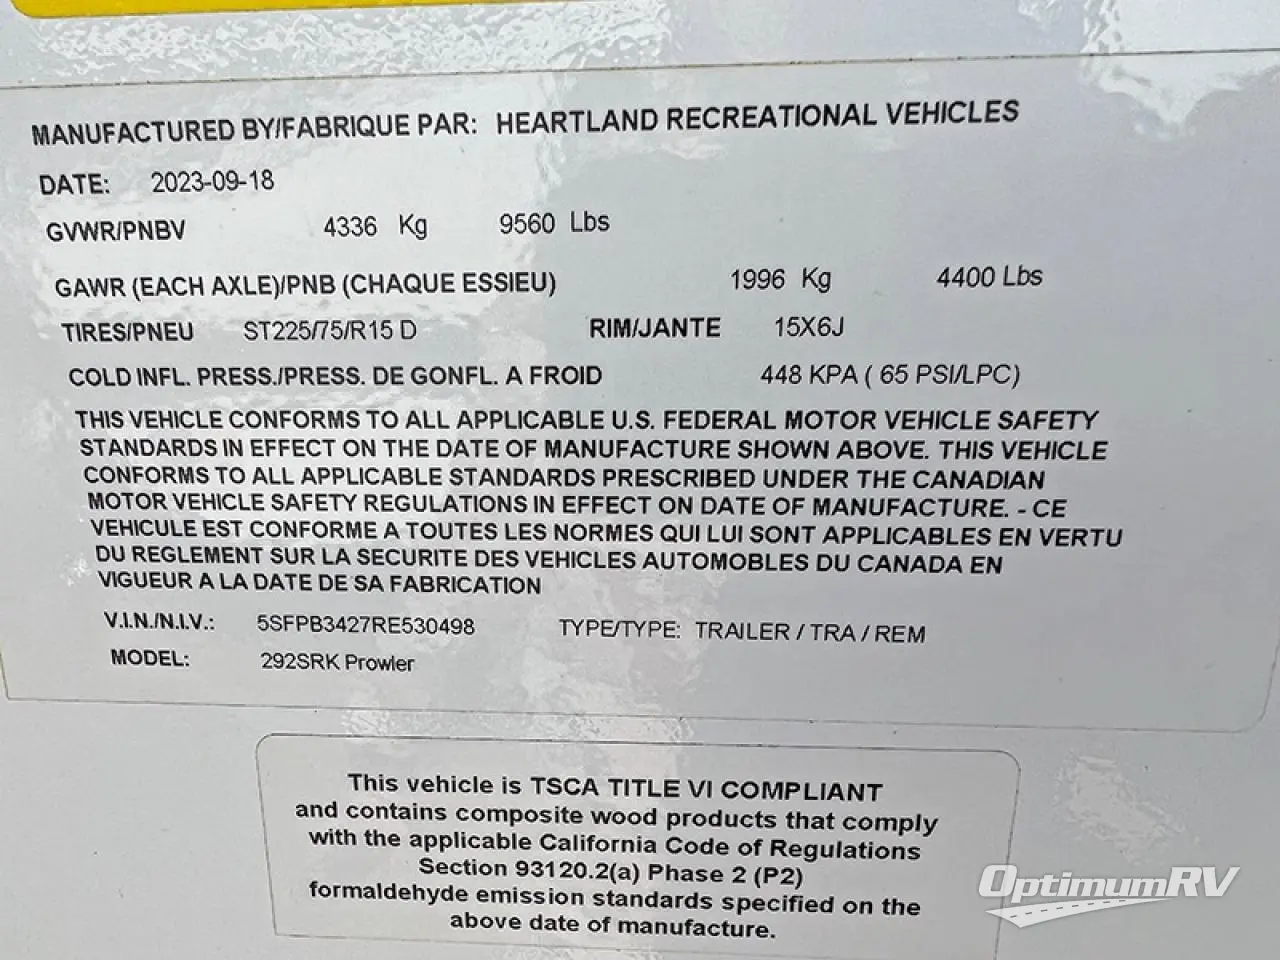 MANUFACTURED BY/FABRIQUE PAR: HEARTLAND RECREATIONAL VEHICLES
DATE: 2023-09-18
GVWR/PNBV 4336 Kg 9560 Lbs
GAWR (EACH AXLE)/PNB (CHAQUE ESSIEU) 1996 Kg 4400 Lbs
TIRES/PNEU ST225/75/R15 D RIM/JANTE 15X6J
COLD INFL. PRESS./PRESS. DE GONFL. A FROID 448 KPA ( 65 PSI/LPC)
THIS VEHICLE CONFORMS TO ALL APPLICABLE U.S. FEDERAL MOTOR VEHICLE SAFETY
STANDARDS IN EFFECT ON THE DATE OF MANUFACTURE SHOWN ABOVE. THIS VEHICLE
CONFORMS TO ALL APPLICABLE STANDARDS PRESCRIBED UNDER THE CANADIAN
MOTOR VEHICLE SAFETY REGULATIONS IN EFFECT ON DATE OF MANUFACTURE. - CE
VEHICULE EST CONFORME A TOUTES LES NORMES QUI LUI SONT APPLICABLES EN VERTU
DU REGLEMENT SUR LA SECURITE DES VEHICLES AUTOMOBLES DU CANADA EN
VIGUEUR A LA DATE DE SA FABRICATION
V.I.N./N.I.V.: 5SFPB3427RE530498 TYPE/TYPE: TRAILER / TRA / REM
MODEL: 292SRK Prowler
This vehicle is TSCA TITLE VI COMPLIANT
and contains composite wood products that comply
with the applicable California Code of Regulations
Section 93120.2(a) Phase 2 (P2)
formaldehyde emission standards specified on the
above date of manufacture.
OptimumRV